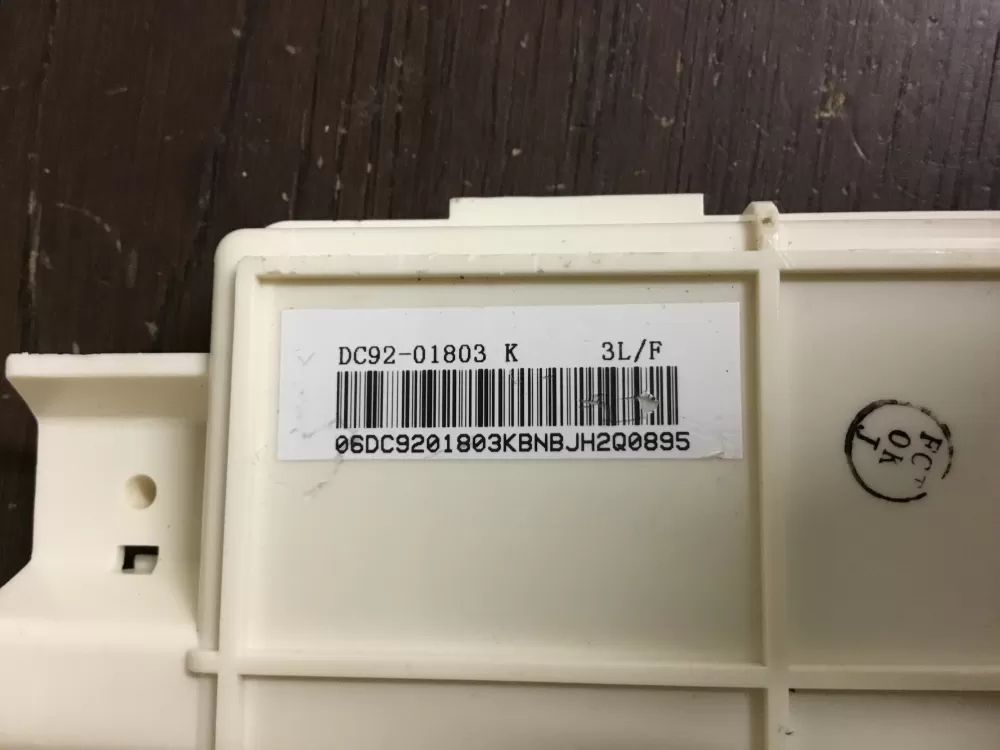 DC92-01803 K 3L/F
06DC9201803KBNBJH2Q0895
FCT
OK
J